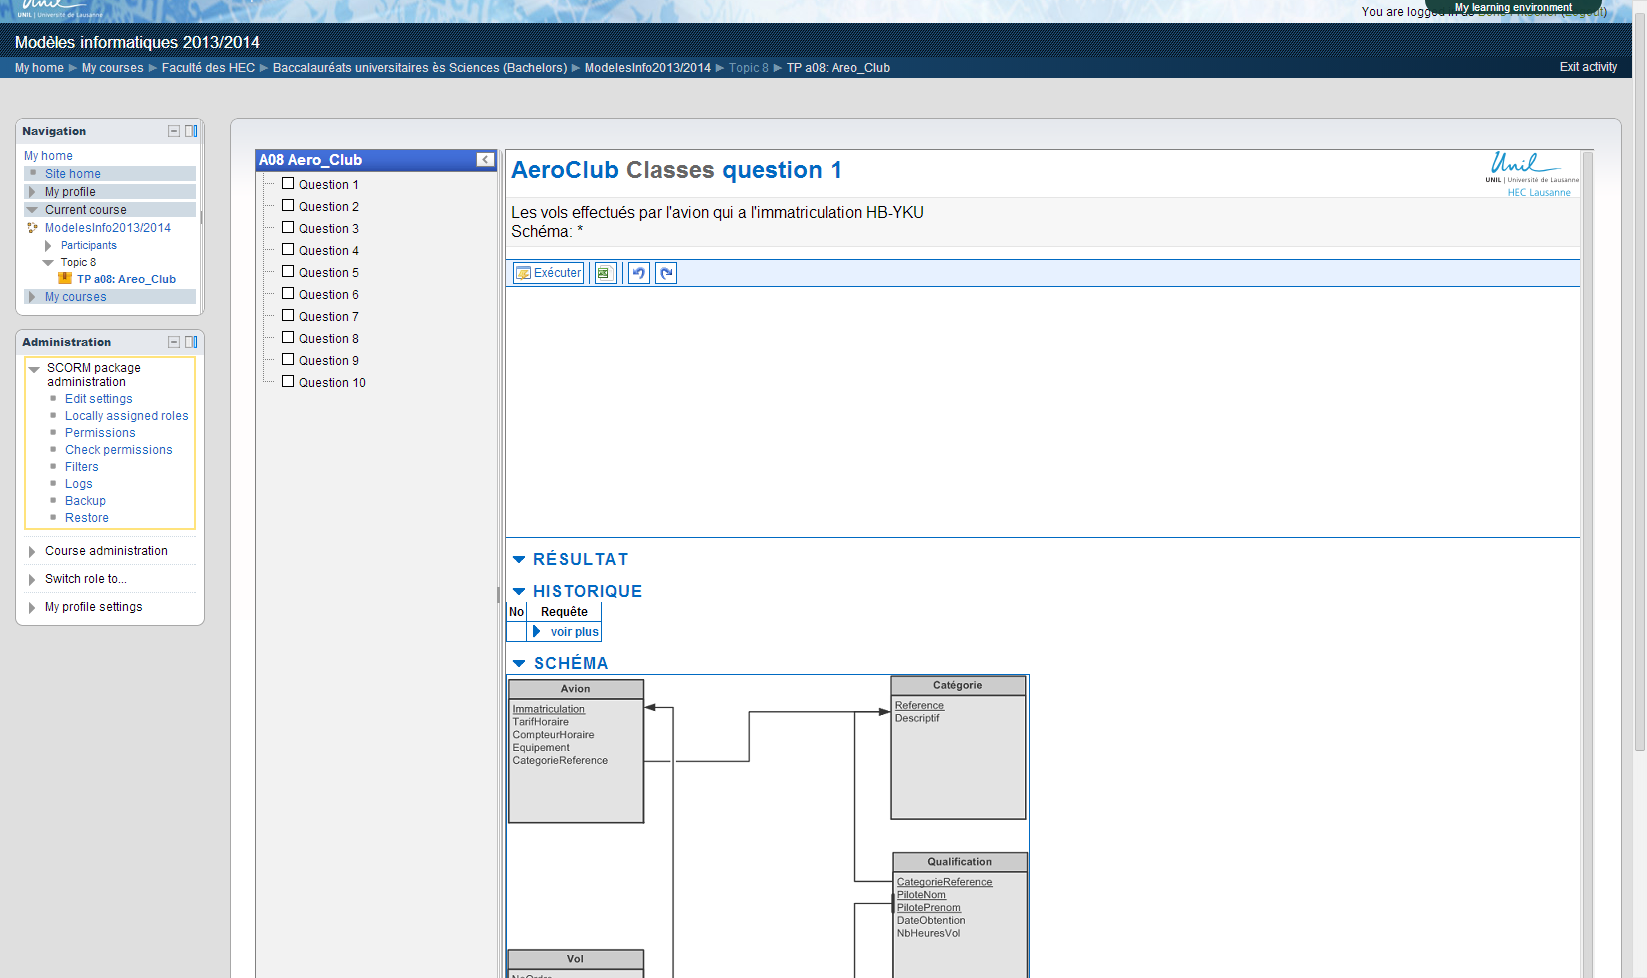 UNIL | Université de Lausanne
My learning environment
You are logged in as
Modèles informatiques 2013/2014
My home ► My courses ► Faculté des HEC ► Baccalauréats universitaires ès Sciences (Bachelors) ► ModelesInfo2013/2014 ► Topic 8 ► TP a08: Areo_Club
Exit activity
Navigation
My home
Site home
My profile
Current course
ModelesInfo2013/2014
Participants
Topic 8
TP a08: Areo_Club
My courses
Administration
SCORM package
administration
Edit settings
Locally assigned roles
Permissions
Check permissions
Filters
Logs
Backup
Restore
Course administration
Switch role to...
My profile settings
A08 Aero_Club
Question 1
Question 2
Question 3
Question 4
Question 5
Question 6
Question 7
Question 8
Question 9
Question 10
AeroClub Classes question 1
Unil
UNIL | Université de Lausanne
HEC Lausanne
Les vols effectués par l'avion qui a l'immatriculation HB-YKU
Schéma: *
Exécuter
RÉSULTAT
HISTORIQUE
No Requête
voir plus
SCHÉMA
Avion
Immatriculation
TarifHoraire
CompteurHoraire
Equipement
CategorieReference
Catégorie
Reference
Descriptif
Qualification
CategorieReference
PiloteNom
PilotePrenom
DateObtention
NbHeuresVol
Vol